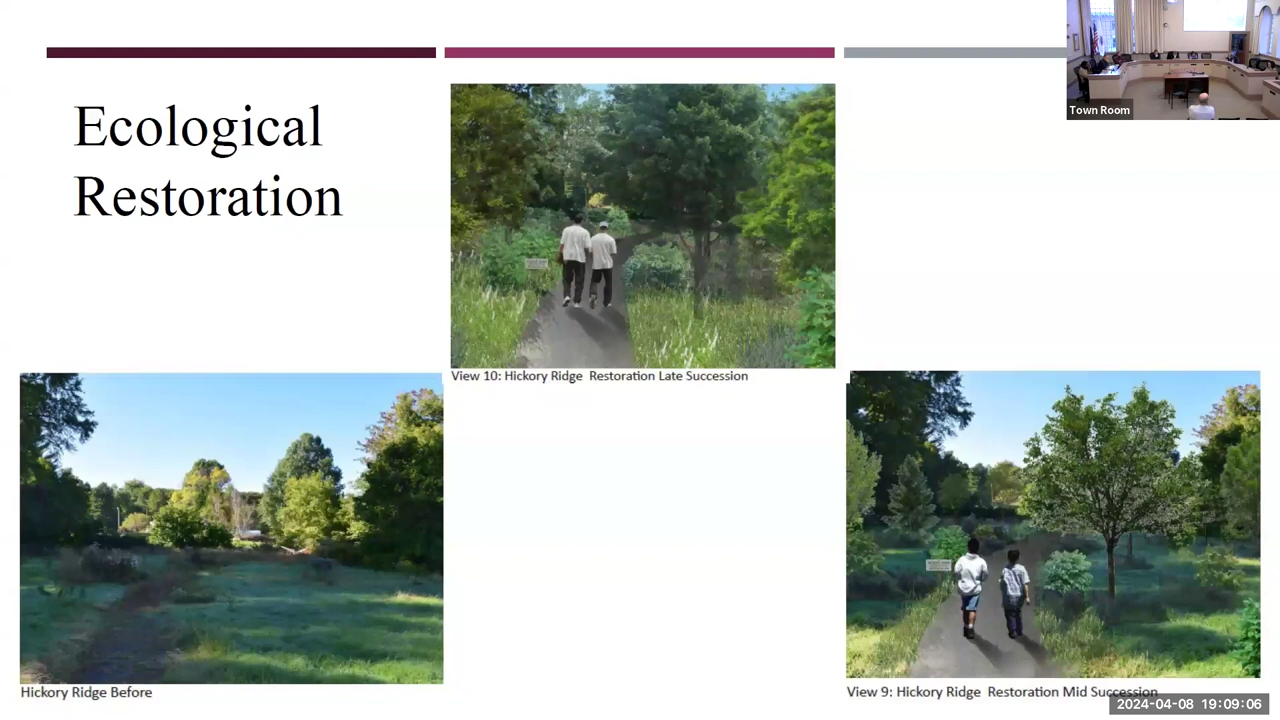 Ecological
Restoration
Town Room
View 10: Hickory Ridge Restoration Late Succession
Hickory Ridge Before
View 9: Hickory Ridge Restoration Mid Succession
2024-04-08 19:09:06